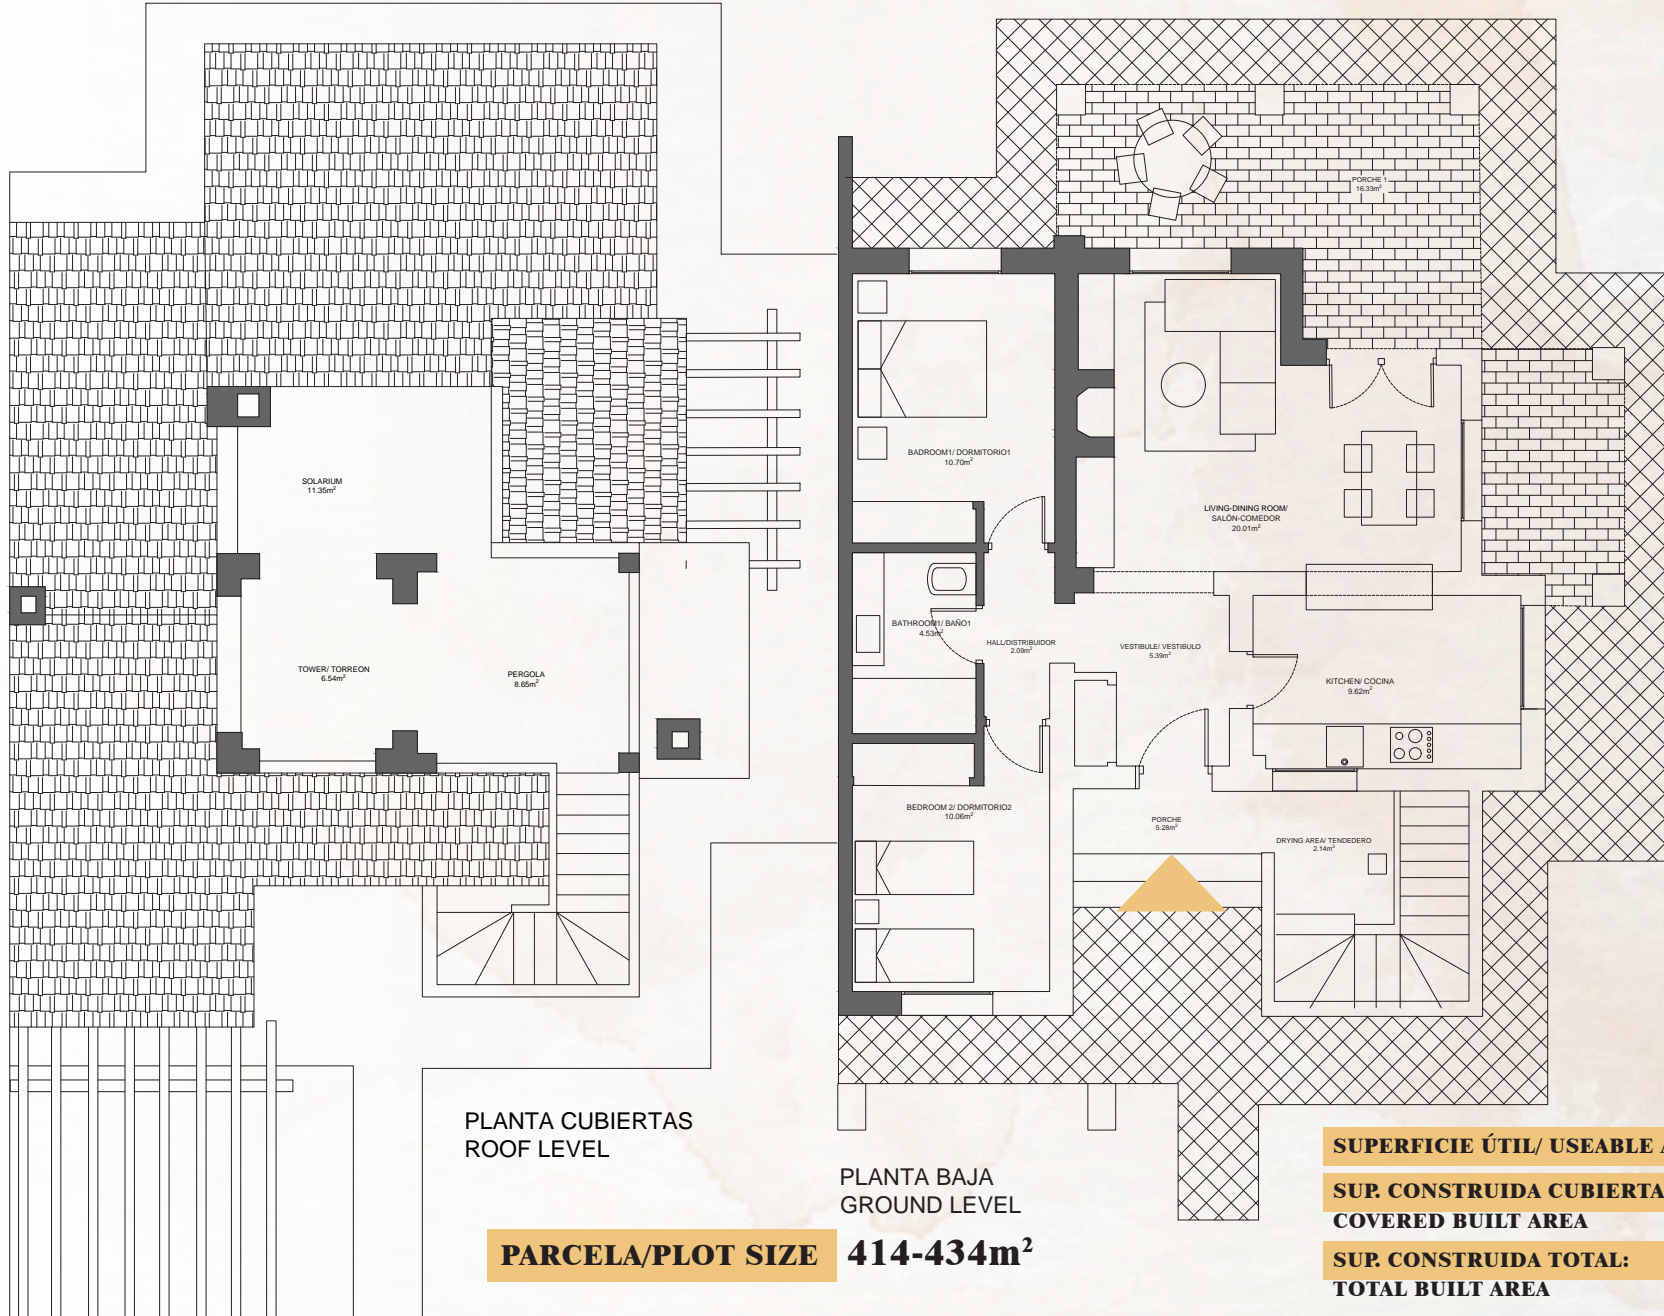 SOLARIUM
11.35m²
TOWER/ TORREON
6.54m²
PERGOLA
8.65m²
PLANTA CUBIERTAS
ROOF LEVEL
PORCHE 1
16.33m²
BADROOM1/ DORMITORIO1
10.70m²
LIVING-DINING ROOM/
SALÓN-COMEDOR
20.01m²
BATHROOM1/ BAÑO1
4.53m²
HALL/DISTRIBUIDOR
2.09m²
VESTIBULE/ VESTIBULO
5.39m²
KITCHEN/ COCINA
9.62m²
BEDROOM 2/ DORMITORIO2
10.06m²
PORCHE
5.28m²
DRYING AREA/ TENDEDERO
2.14m²
PLANTA BAJA
GROUND LEVEL
PARCELA/PLOT SIZE 414-434m²
SUPERFICIE ÚTIL/ USEABLE A
SUP. CONSTRUIDA CUBIERTA
COVERED BUILT AREA
SUP. CONSTRUIDA TOTAL:
TOTAL BUILT AREA